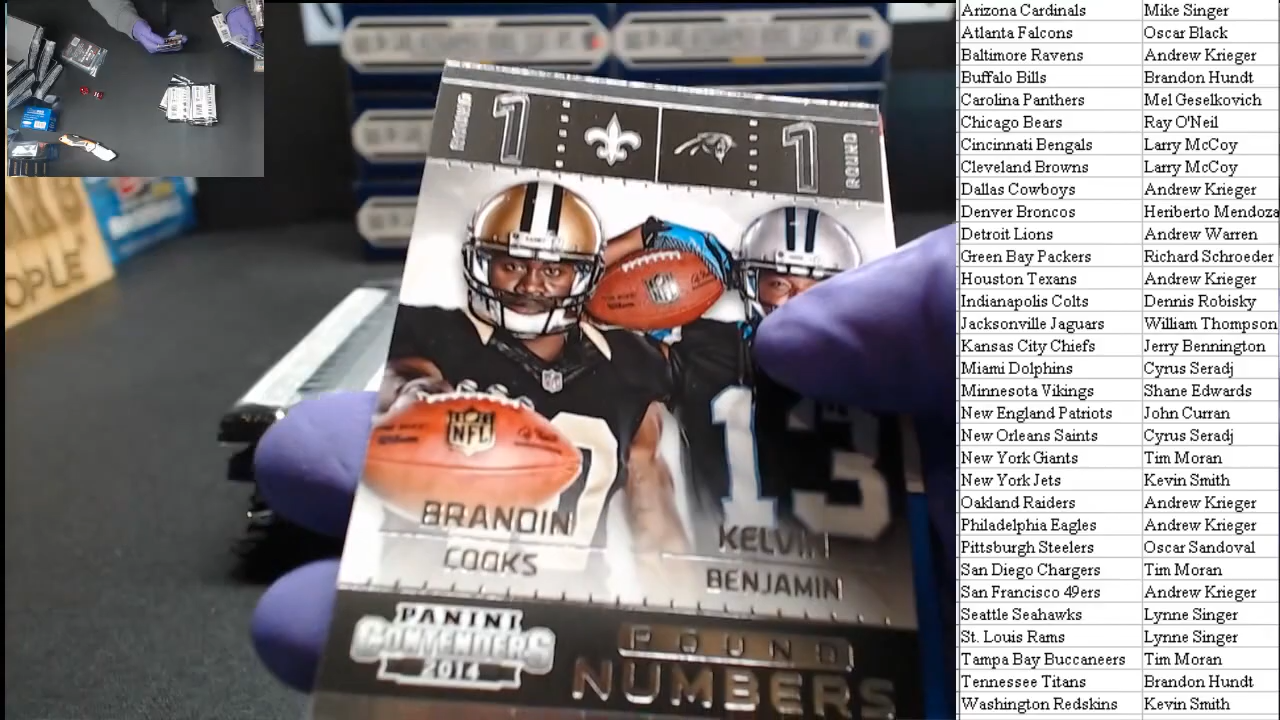 ROUND 1 1 ROUND
NFL
NFL
13
BRANDIN KELVIN
COOKS BENJAMIN
PANINI
CONTENDERS
2014
ROUND
NUMBERS
OPLE
Arizona Cardinals Mike Singer
Atlanta Falcons Oscar Black
Baltimore Ravens Andrew Krieger
Buffalo Bills Brandon Hundt
Carolina Panthers Mel Geselkovich
Chicago Bears Ray O'Neil
Cincinnati Bengals Larry McCoy
Cleveland Browns Larry McCoy
Dallas Cowboys Andrew Krieger
Denver Broncos Heriberto Mendoza
Detroit Lions Andrew Warren
Green Bay Packers Richard Schroeder
Houston Texans Andrew Krieger
Indianapolis Colts Dennis Robisky
Jacksonville Jaguars William Thompson
Kansas City Chiefs Jerry Bennington
Miami Dolphins Cyrus Seradj
Minnesota Vikings Shane Edwards
New England Patriots John Curran
New Orleans Saints Cyrus Seradj
New York Giants Tim Moran
New York Jets Kevin Smith
Oakland Raiders Andrew Krieger
Philadelphia Eagles Andrew Krieger
Pittsburgh Steelers Oscar Sandoval
San Diego Chargers Tim Moran
San Francisco 49ers Andrew Krieger
Seattle Seahawks Lynne Singer
St. Louis Rams Lynne Singer
Tampa Bay Buccaneers Tim Moran
Tennessee Titans Brandon Hundt
Washington Redskins Kevin Smith